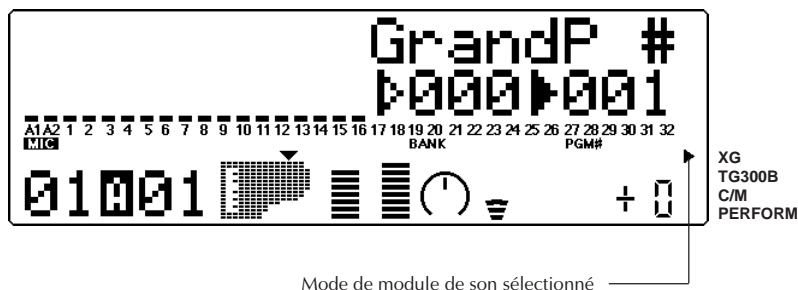 GrandP #
000 001
A1 A2 1 2 3 4 5 6 7 8 9 10 11 12 13 14 15 16 17 18 19 20 21 22 23 24 25 26 27 28 29 30 31 32
MIC BANK PGM#
XG
TG300B
C/M
PERFORM
01 A 01 + 0
Mode de module de son sélectionné